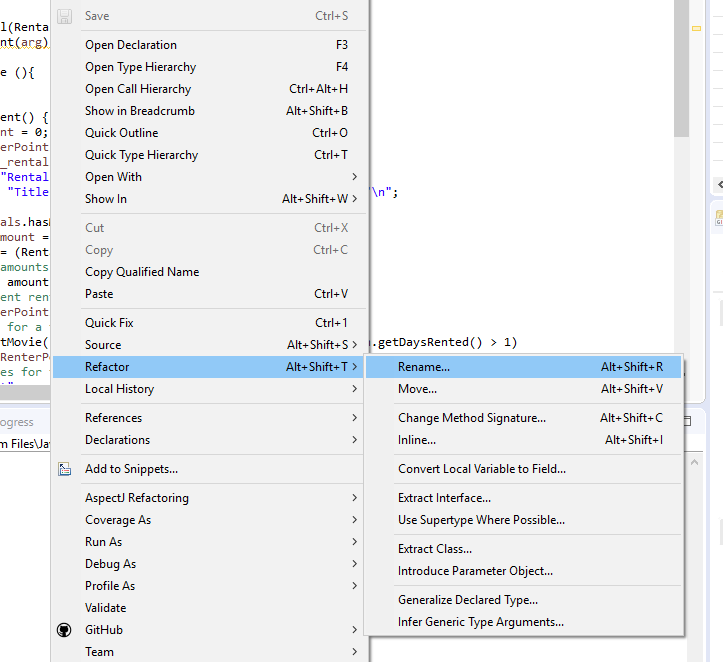 Save Ctrl+S
l(Renta
nt(arg)
Open Declaration F3
Open Type Hierarchy F4
e (){
Open Call Hierarchy Ctrl+Alt+H
Show in Breadcrumb Alt+Shift+B
ent() {
Quick Outline Ctrl+O
nt = 0;
erPoint
Quick Type Hierarchy Ctrl+T
_rental
Open With
"Rental
"Title \n";
Show In Alt+Shift+W
als.has
Cut Ctrl+X
mount =
Copy Ctrl+C
= (Rent
amounts
Copy Qualified Name
amount
Paste Ctrl+V
ent ren
erPoint
Quick Fix Ctrl+1
for a
tMovie( .getDaysRented() > 1)
Source Alt+Shift+S
RenterP
Refactor Alt+Shift+T
es for
Local History
References
ogress
Declarations
m Files\Ja
Add to Snippets...
AspectJ Refactoring
Coverage As
Run As
Debug As
Profile As
Validate
GitHub
Team
Rename... Alt+Shift+R
Move... Alt+Shift+V
Change Method Signature... Alt+Shift+C
Inline... Alt+Shift+I
Convert Local Variable to Field...
Extract Interface...
Use Supertype Where Possible...
Extract Class...
Introduce Parameter Object...
Generalize Declared Type...
Infer Generic Type Arguments...